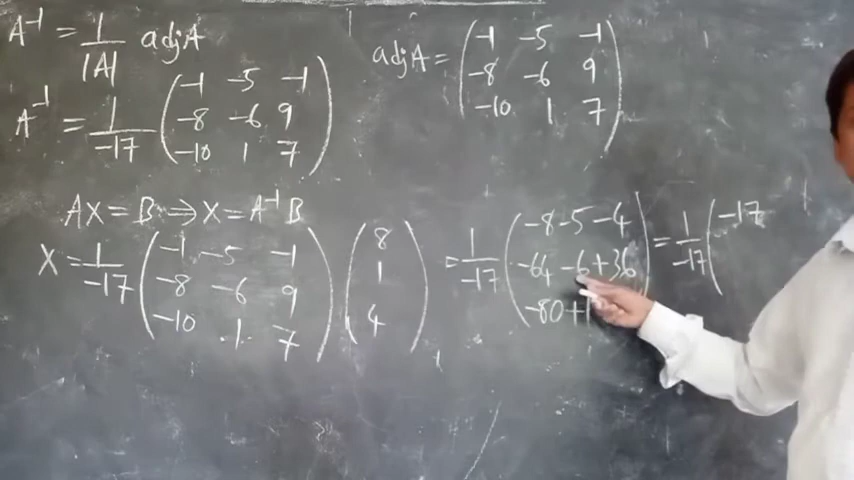 A⁻¹ = 1/|A| adjA
A⁻¹ = 1/-17 ( -1 -5 -1
-8 -6 9
-10 1 7 )
adjA = ( -1 -5 -1
-8 -6 9
-10 1 7 )
AX = B ⇒ X = A⁻¹ B
X = 1/-17 ( -1 -5 -1
-8 -6 9
-10 1 7 ) ( 8
1
4 ) = 1/-17 ( -8 -5 -4
-64 -6 +36
-80 +1 ) = 1/-17 ( -17